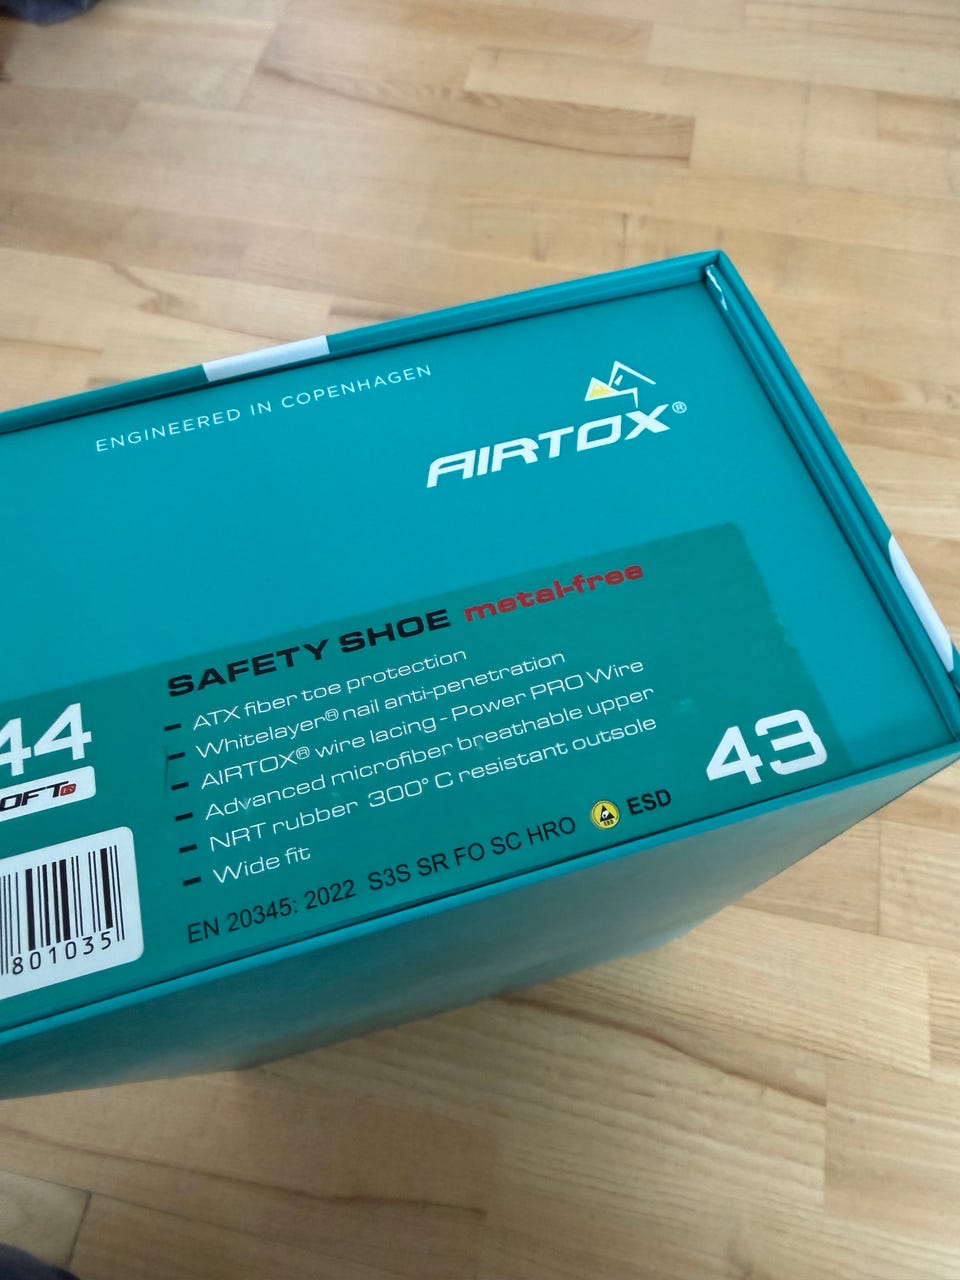 ENGINEERED IN COPENHAGEN
AIRTOX®
SAFETY SHOE metal-free
- ATX fiber toe protection
- Whitelayer® nail anti-penetration
- AIRTOX® wire lacing - Power PRO Wire
- Advanced microfiber breathable upper
- NRT rubber 300° C resistant outsole
- Wide fit
EN 20345: 2022 S3S SR FO SC HRO ESD
43
44
801035